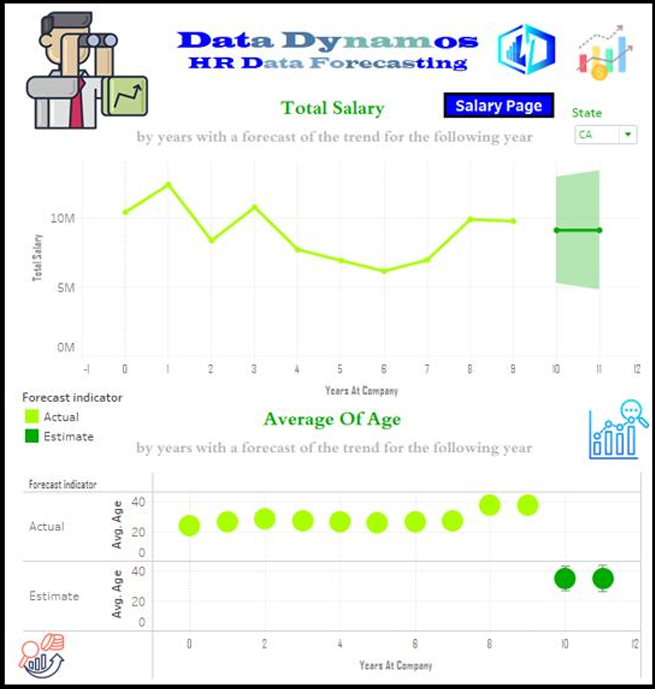 Data Dynamos
HR Data Forecasting
Total Salary
Salary Page
State
CA
by years with a forecast of the trend for the following year
Total Salary
10M
5M
0M
-1 0 1 2 3 4 5 6 7 8 9 10 11 12
Years At Company
Forecast indicator
Actual
Estimate
Average Of Age
by years with a forecast of the trend for the following year
Forecast indicator
Actual
Avg. Age
40
20
0
Estimate
Avg. Age
40
20
0
0 2 4 6 8 10 12
Years At Company